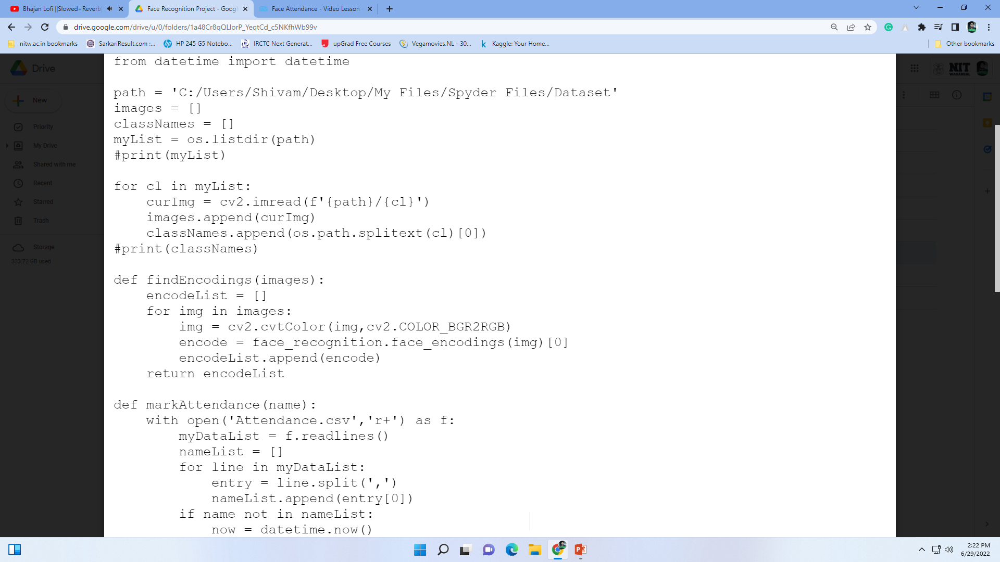 Bhajan Lofi ||Slowed+Reverb
Face Recognition Project - Goog
Face Attendance - Video Lesson
drive.google.com/drive/u/0/folders/1a48Cr8qQLlorP_YeqtCd_c5NKfhWb99v
nitw.ac.in bookmarks
SarkariResult.com :...
HP 245 G5 Notebo...
IRCTC Next Generat...
upGrad Free Courses
Vegamovies.NL - 30...
Kaggle: Your Home...
Other bookmarks
Drive
NIT
WARANGAL
New
Priority
My Drive
Shared with me
Recent
Starred
Trash
Storage
333.72 GB used
from datetime import datetime
path = 'C:/Users/Shivam/Desktop/My Files/Spyder Files/Dataset'
images = []
classNames = []
myList = os.listdir(path)
#print(myList)
for cl in myList:
    curImg = cv2.imread(f'{path}/{cl}')
    images.append(curImg)
    classNames.append(os.path.splitext(cl)[0])
#print(classNames)
def findEncodings(images):
    encodeList = []
    for img in images:
        img = cv2.cvtColor(img,cv2.COLOR_BGR2RGB)
        encode = face_recognition.face_encodings(img)[0]
        encodeList.append(encode)
    return encodeList
def markAttendance(name):
    with open('Attendance.csv','r+') as f:
        myDataList = f.readlines()
        nameList = []
        for line in myDataList:
            entry = line.split(',')
            nameList.append(entry[0])
        if name not in nameList:
            now = datetime.now()
2:22 PM
6/29/2022